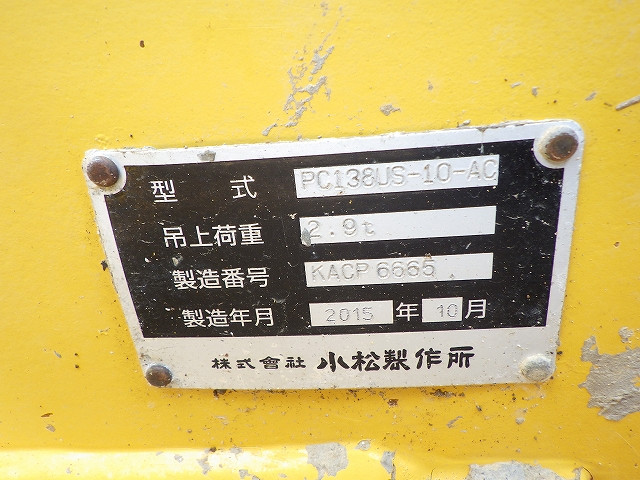 型式 PC138US-10-AC
吊上荷重 2.9t
製造番号 KACP 6665
製造年月 2015 年 10 月
株式會社 小松製作所